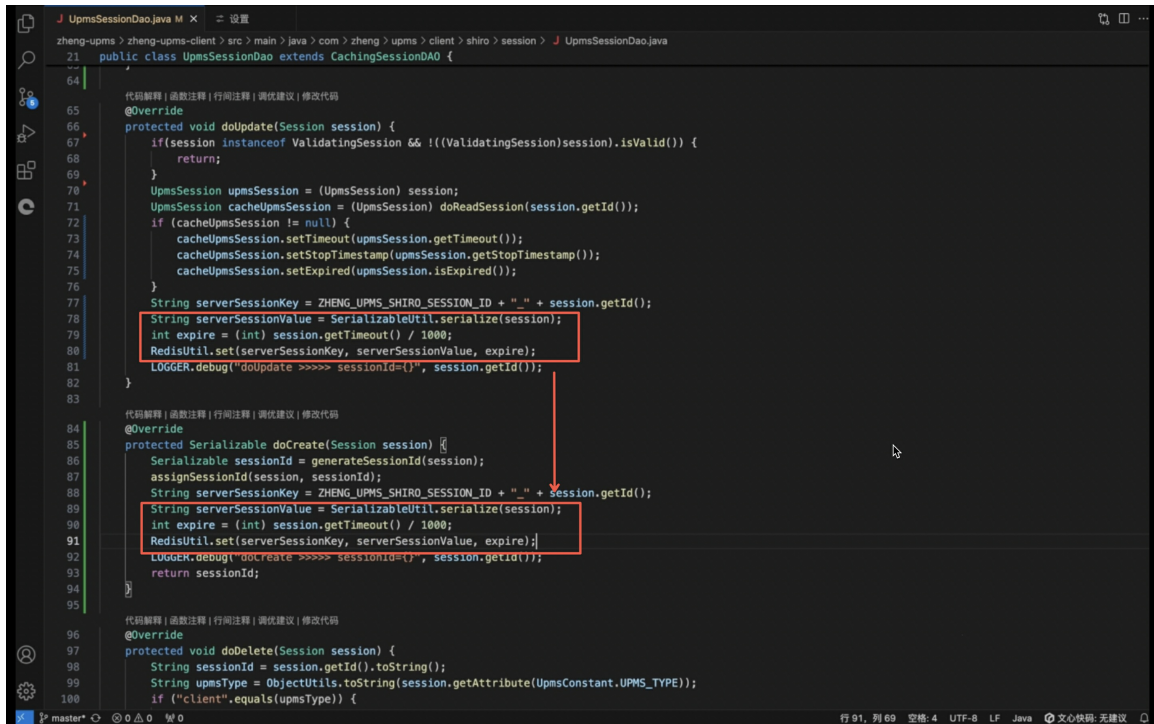 UpmsSessionDao.java M ×
设置
zheng-upms > zheng-upms-client > src > main > java > com > zheng > upms > client > shiro > session > J UpmsSessionDao.java
21 public class UpmsSessionDao extends CachingSessionDAO {
64
代码解释 | 函数注释 | 行间注释 | 调优建议 | 修改代码
65 @Override
66 protected void doUpdate(Session session) {
67 if(session instanceof ValidatingSession && !((ValidatingSession)session).isValid()) {
68 return;
69 }
70 UpmsSession upmsSession = (UpmsSession) session;
71 UpmsSession cacheUpmsSession = (UpmsSession) doReadSession(session.getId());
72 if (cacheUpmsSession != null) {
73 cacheUpmsSession.setTimeout(upmsSession.getTimeout());
74 cacheUpmsSession.setStopTimestamp(upmsSession.getStopTimestamp());
75 cacheUpmsSession.setExpired(upmsSession.isExpired());
76 }
77 String serverSessionKey = ZHENG_UPMS_SHIRO_SESSION_ID + "_" + session.getId();
78 String serverSessionValue = SerializableUtil.serialize(session);
79 int expire = (int) session.getTimeout() / 1000;
80 RedisUtil.set(serverSessionKey, serverSessionValue, expire);
81 LOGGER.debug("doUpdate >>>>> sessionId={}", session.getId());
82 }
83
代码解释 | 函数注释 | 行间注释 | 调优建议 | 修改代码
84 @Override
85 protected Serializable doCreate(Session session) {
86 Serializable sessionId = generateSessionId(session);
87 assignSessionId(session, sessionId);
88 String serverSessionKey = ZHENG_UPMS_SHIRO_SESSION_ID + "_" + session.getId();
89 String serverSessionValue = SerializableUtil.serialize(session);
90 int expire = (int) session.getTimeout() / 1000;
91 RedisUtil.set(serverSessionKey, serverSessionValue, expire);
92 LOGGER.debug("doCreate >>>>> sessionId={}", session.getId());
93 return sessionId;
94 }
95
代码解释 | 函数注释 | 行间注释 | 调优建议 | 修改代码
96 @Override
97 protected void doDelete(Session session) {
98 String sessionId = session.getId().toString();
99 String upmsType = ObjectUtils.toString(session.getAttribute(UpmsConstant.UPMS_TYPE));
100 if ("client".equals(upmsType)) {
master* 0 0 0 行 91，列 69 空格: 4 UTF-8 LF Java 文心快码: 无建议